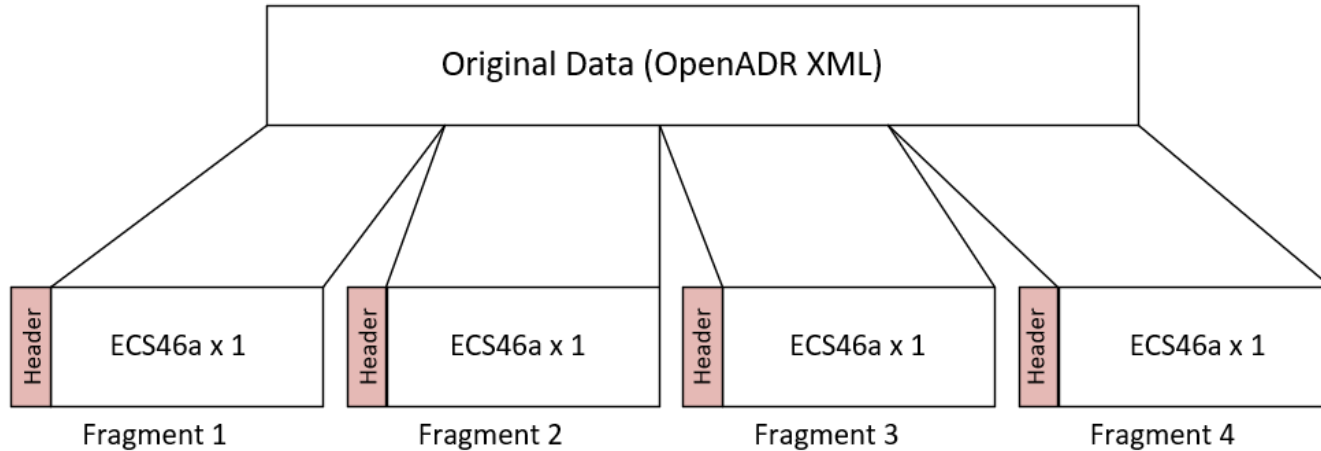 Original Data (OpenADR XML)
Header
ECS46a x 1
Header
ECS46a x 1
Header
ECS46a x 1
Header
ECS46a x 1
Fragment 1
Fragment 2
Fragment 3
Fragment 4